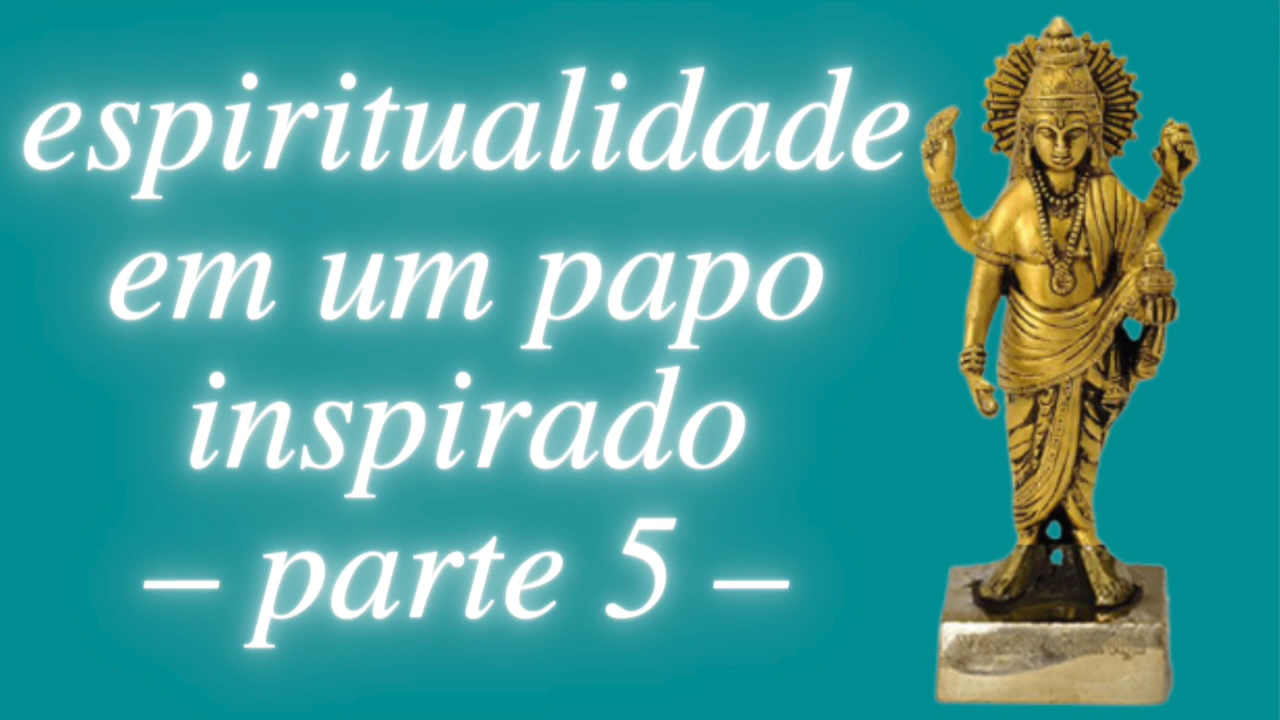 espiritualidade
em um papo
inspirado
– parte 5 –